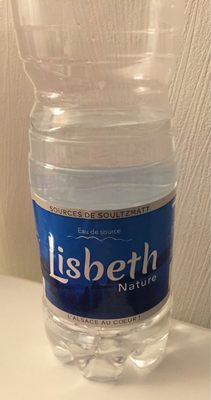 SOURCES DE SOULTZMATT
Eau de source
Lisbeth
Nature
L'ALSACE AU COEUR !